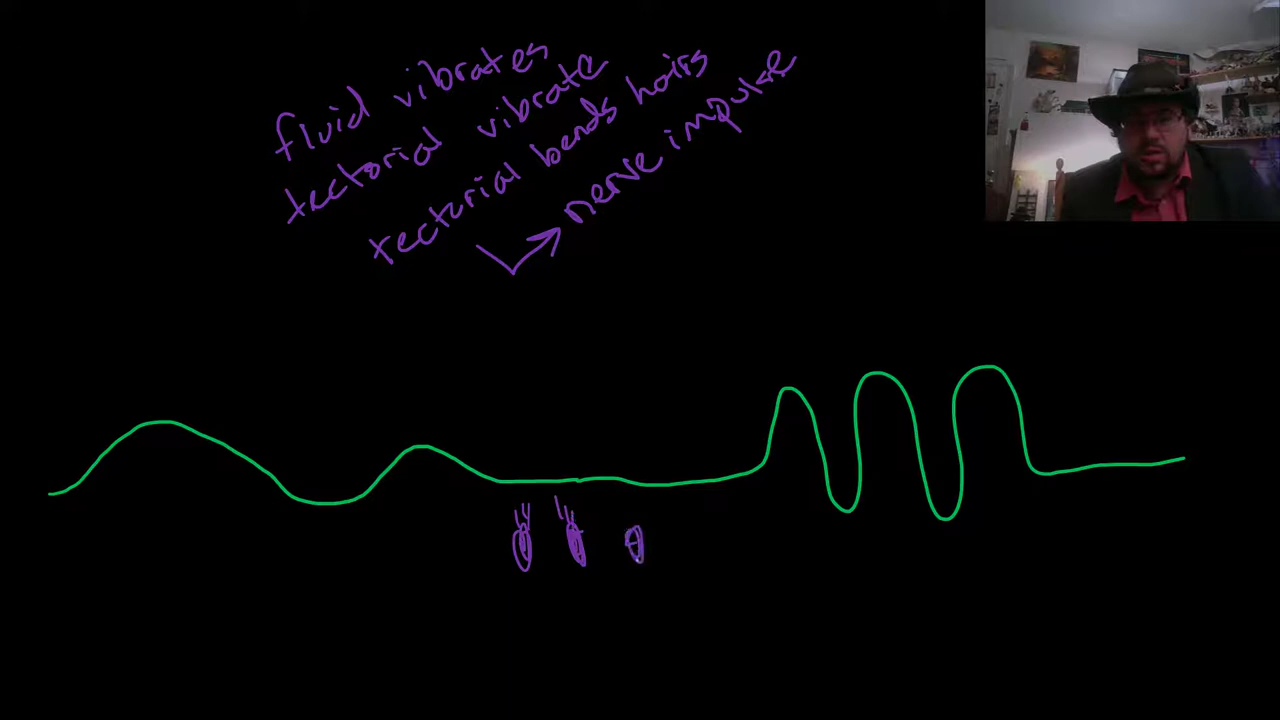 fluid vibrates
tectorial vibrate
tectorial bends hairs
nerve impulse